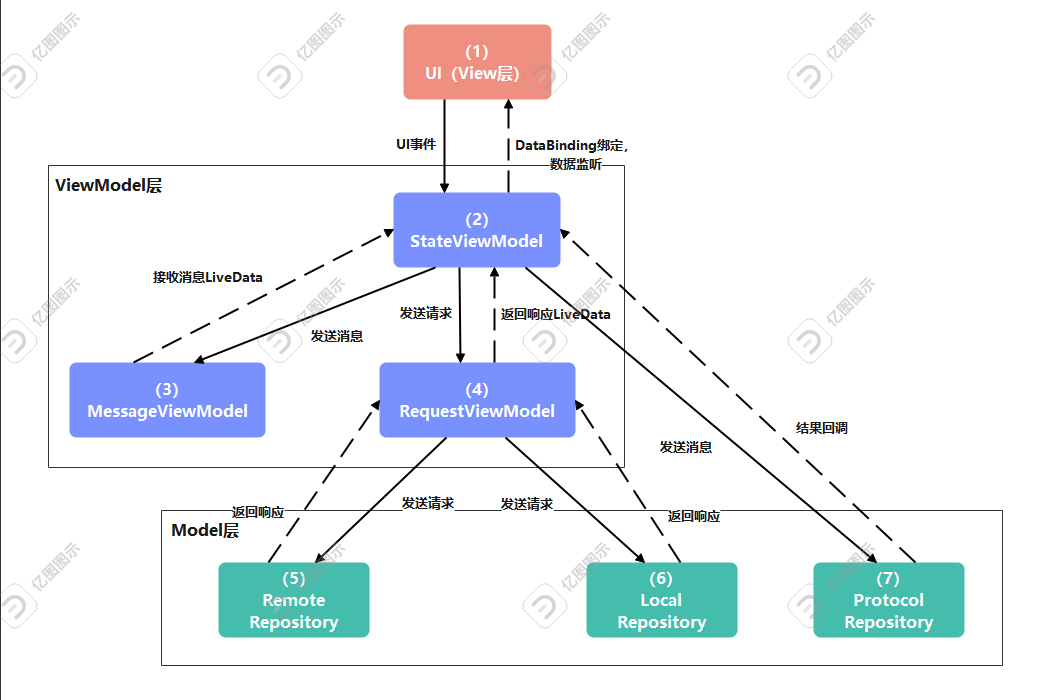 亿图图示
亿图图示
亿图图示
亿图图示
（1）
UI（View层）
UI事件
DataBinding绑定，
数据监听
ViewModel层
（2）
StateViewModel
接收消息LiveData
发送消息
发送请求
返回响应LiveData
亿图图示
亿图图示
亿图图示
亿图图示
（3）
MessageViewModel
（4）
RequestViewModel
结果回调
发送消息
返回响应
发送请求
发送请求
返回响应
Model层
亿图图示
亿图图示
亿图图示
亿图图示
（5）
Remote
Repository
（6）
Local
Repository
（7）
Protocol
Repository